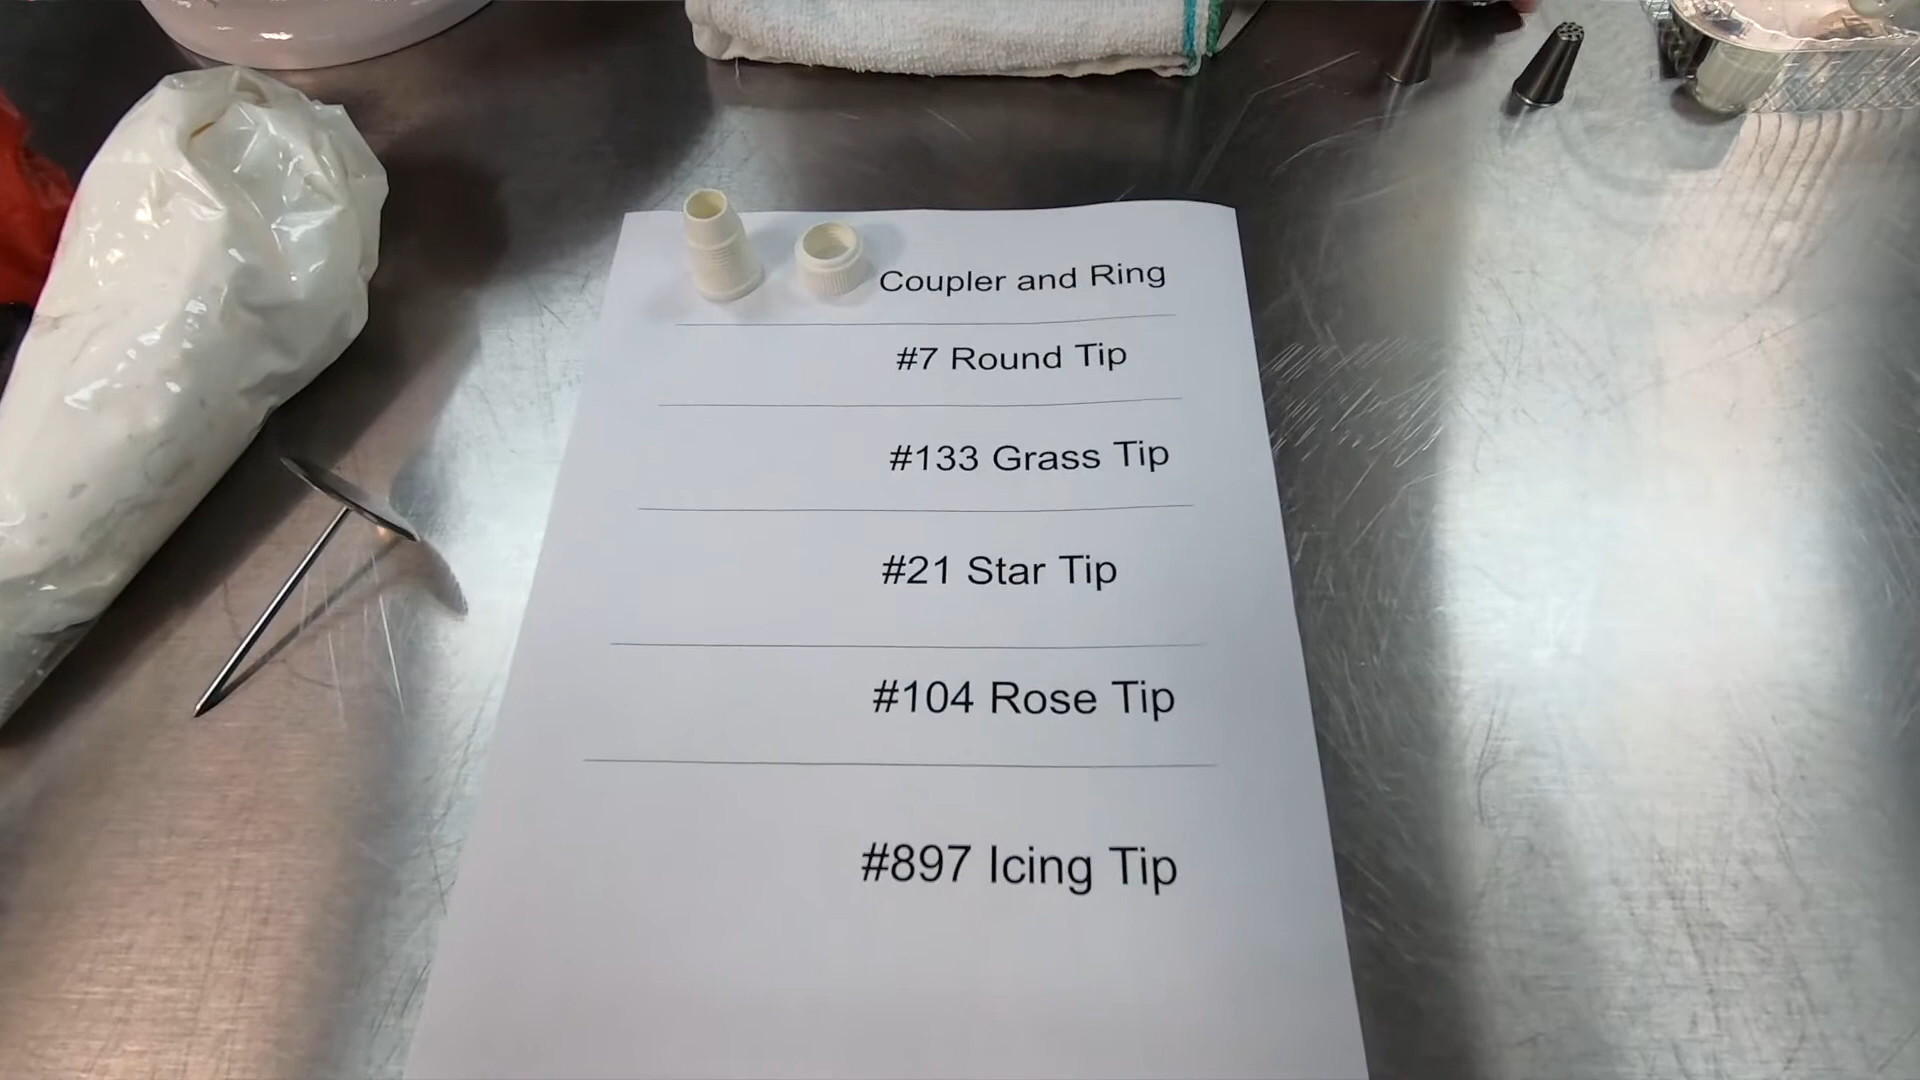 Coupler and Ring
#7 Round Tip
#133 Grass Tip
#21 Star Tip
#104 Rose Tip
#897 Icing Tip